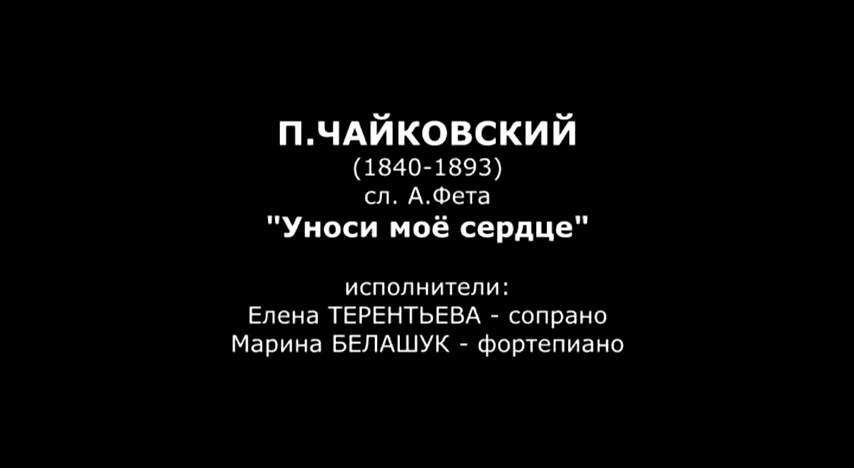 П.ЧАЙКОВСКИЙ
(1840-1893)
сл. А.Фета
"Уноси моё сердце"
исполнители:
Елена ТЕРЕНТЬЕВА - сопрано
Марина БЕЛАШУК - фортепиано